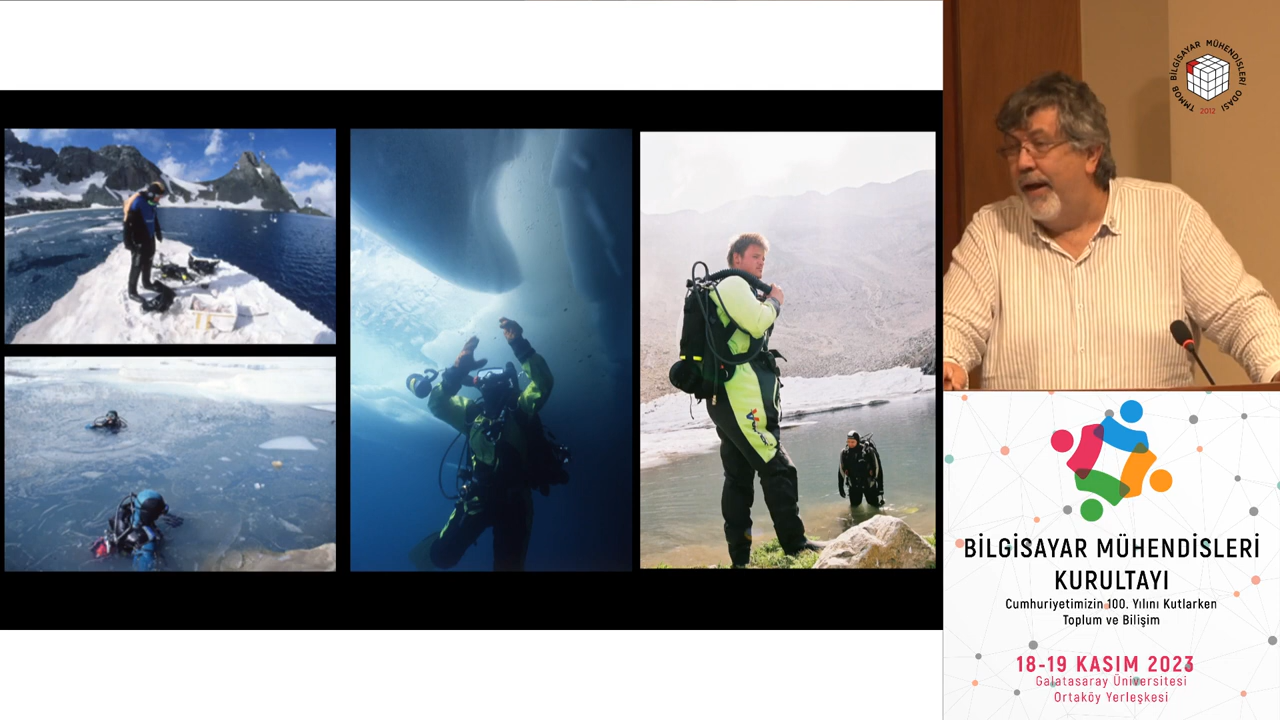 TMMOB BİLGİSAYAR MÜHENDİSLERİ ODASI
2012
BİLGİSAYAR MÜHENDİSLERİ
KURULTAYI
Cumhuriyetimizin 100. Yılını Kutlarken
Toplum ve Bilişim
18-19 KASIM 2023
Galatasaray Üniversitesi
Ortaköy Yerleşkesi